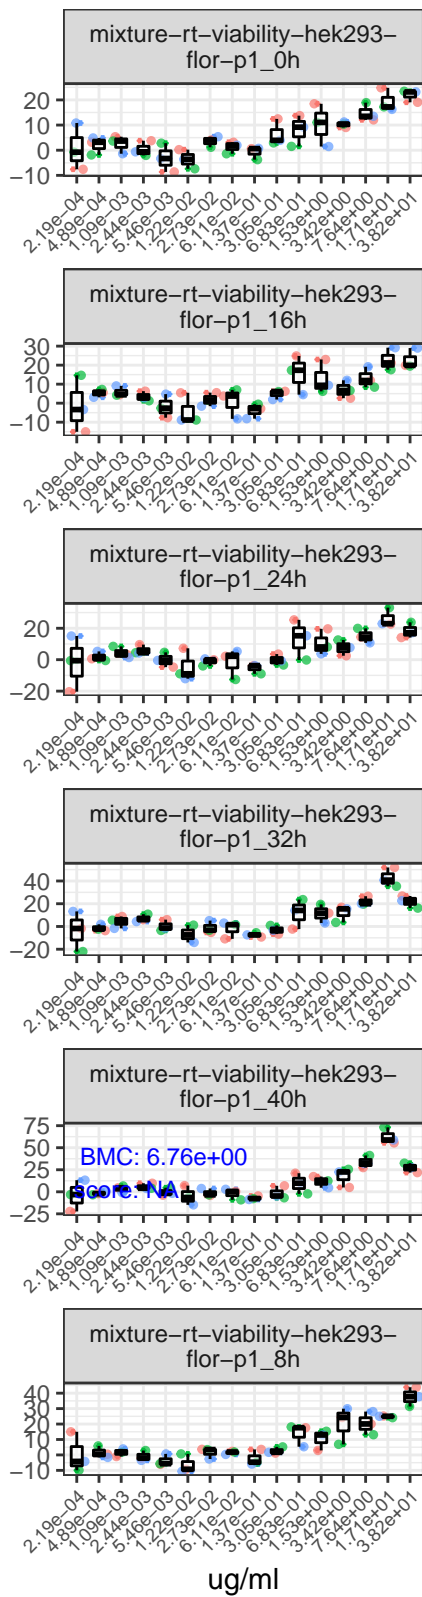 mixture-rt-viability-hek293-
flor-p1_0h
20
10
0
-10
2.19e-04
4.89e-04
1.09e-03
2.44e-03
5.46e-03
1.22e-02
2.73e-02
6.11e-02
1.37e-01
3.05e-01
6.83e-01
1.53e+00
3.42e+00
7.64e+00
1.71e+01
3.82e+01
mixture-rt-viability-hek293-
flor-p1_16h
30
20
10
0
-10
2.19e-04
4.89e-04
1.09e-03
2.44e-03
5.46e-03
1.22e-02
2.73e-02
6.11e-02
1.37e-01
3.05e-01
6.83e-01
1.53e+00
3.42e+00
7.64e+00
1.71e+01
3.82e+01
mixture-rt-viability-hek293-
flor-p1_24h
20
0
-20
2.19e-04
4.89e-04
1.09e-03
2.44e-03
5.46e-03
1.22e-02
2.73e-02
6.11e-02
1.37e-01
3.05e-01
6.83e-01
1.53e+00
3.42e+00
7.64e+00
1.71e+01
3.82e+01
mixture-rt-viability-hek293-
flor-p1_32h
40
20
0
-20
2.19e-04
4.89e-04
1.09e-03
2.44e-03
5.46e-03
1.22e-02
2.73e-02
6.11e-02
1.37e-01
3.05e-01
6.83e-01
1.53e+00
3.42e+00
7.64e+00
1.71e+01
3.82e+01
mixture-rt-viability-hek293-
flor-p1_40h
75
50
25
0
-25
BMC: 6.76e+00
score: NA
2.19e-04
4.89e-04
1.09e-03
2.44e-03
5.46e-03
1.22e-02
2.73e-02
6.11e-02
1.37e-01
3.05e-01
6.83e-01
1.53e+00
3.42e+00
7.64e+00
1.71e+01
3.82e+01
mixture-rt-viability-hek293-
flor-p1_8h
40
30
20
10
0
-10
2.19e-04
4.89e-04
1.09e-03
2.44e-03
5.46e-03
1.22e-02
2.73e-02
6.11e-02
1.37e-01
3.05e-01
6.83e-01
1.53e+00
3.42e+00
7.64e+00
1.71e+01
3.82e+01
ug/ml